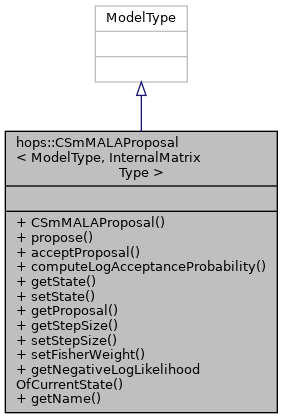 ModelType
hops::CSmMALAProposal
< ModelType, InternalMatrix
Type >
+ CSmMALAProposal()
+ propose()
+ acceptProposal()
+ computeLogAcceptanceProbability()
+ getState()
+ setState()
+ getProposal()
+ getStepSize()
+ setStepSize()
+ setFisherWeight()
+ getNegativeLogLikelihood
OfCurrentState()
+ getName()